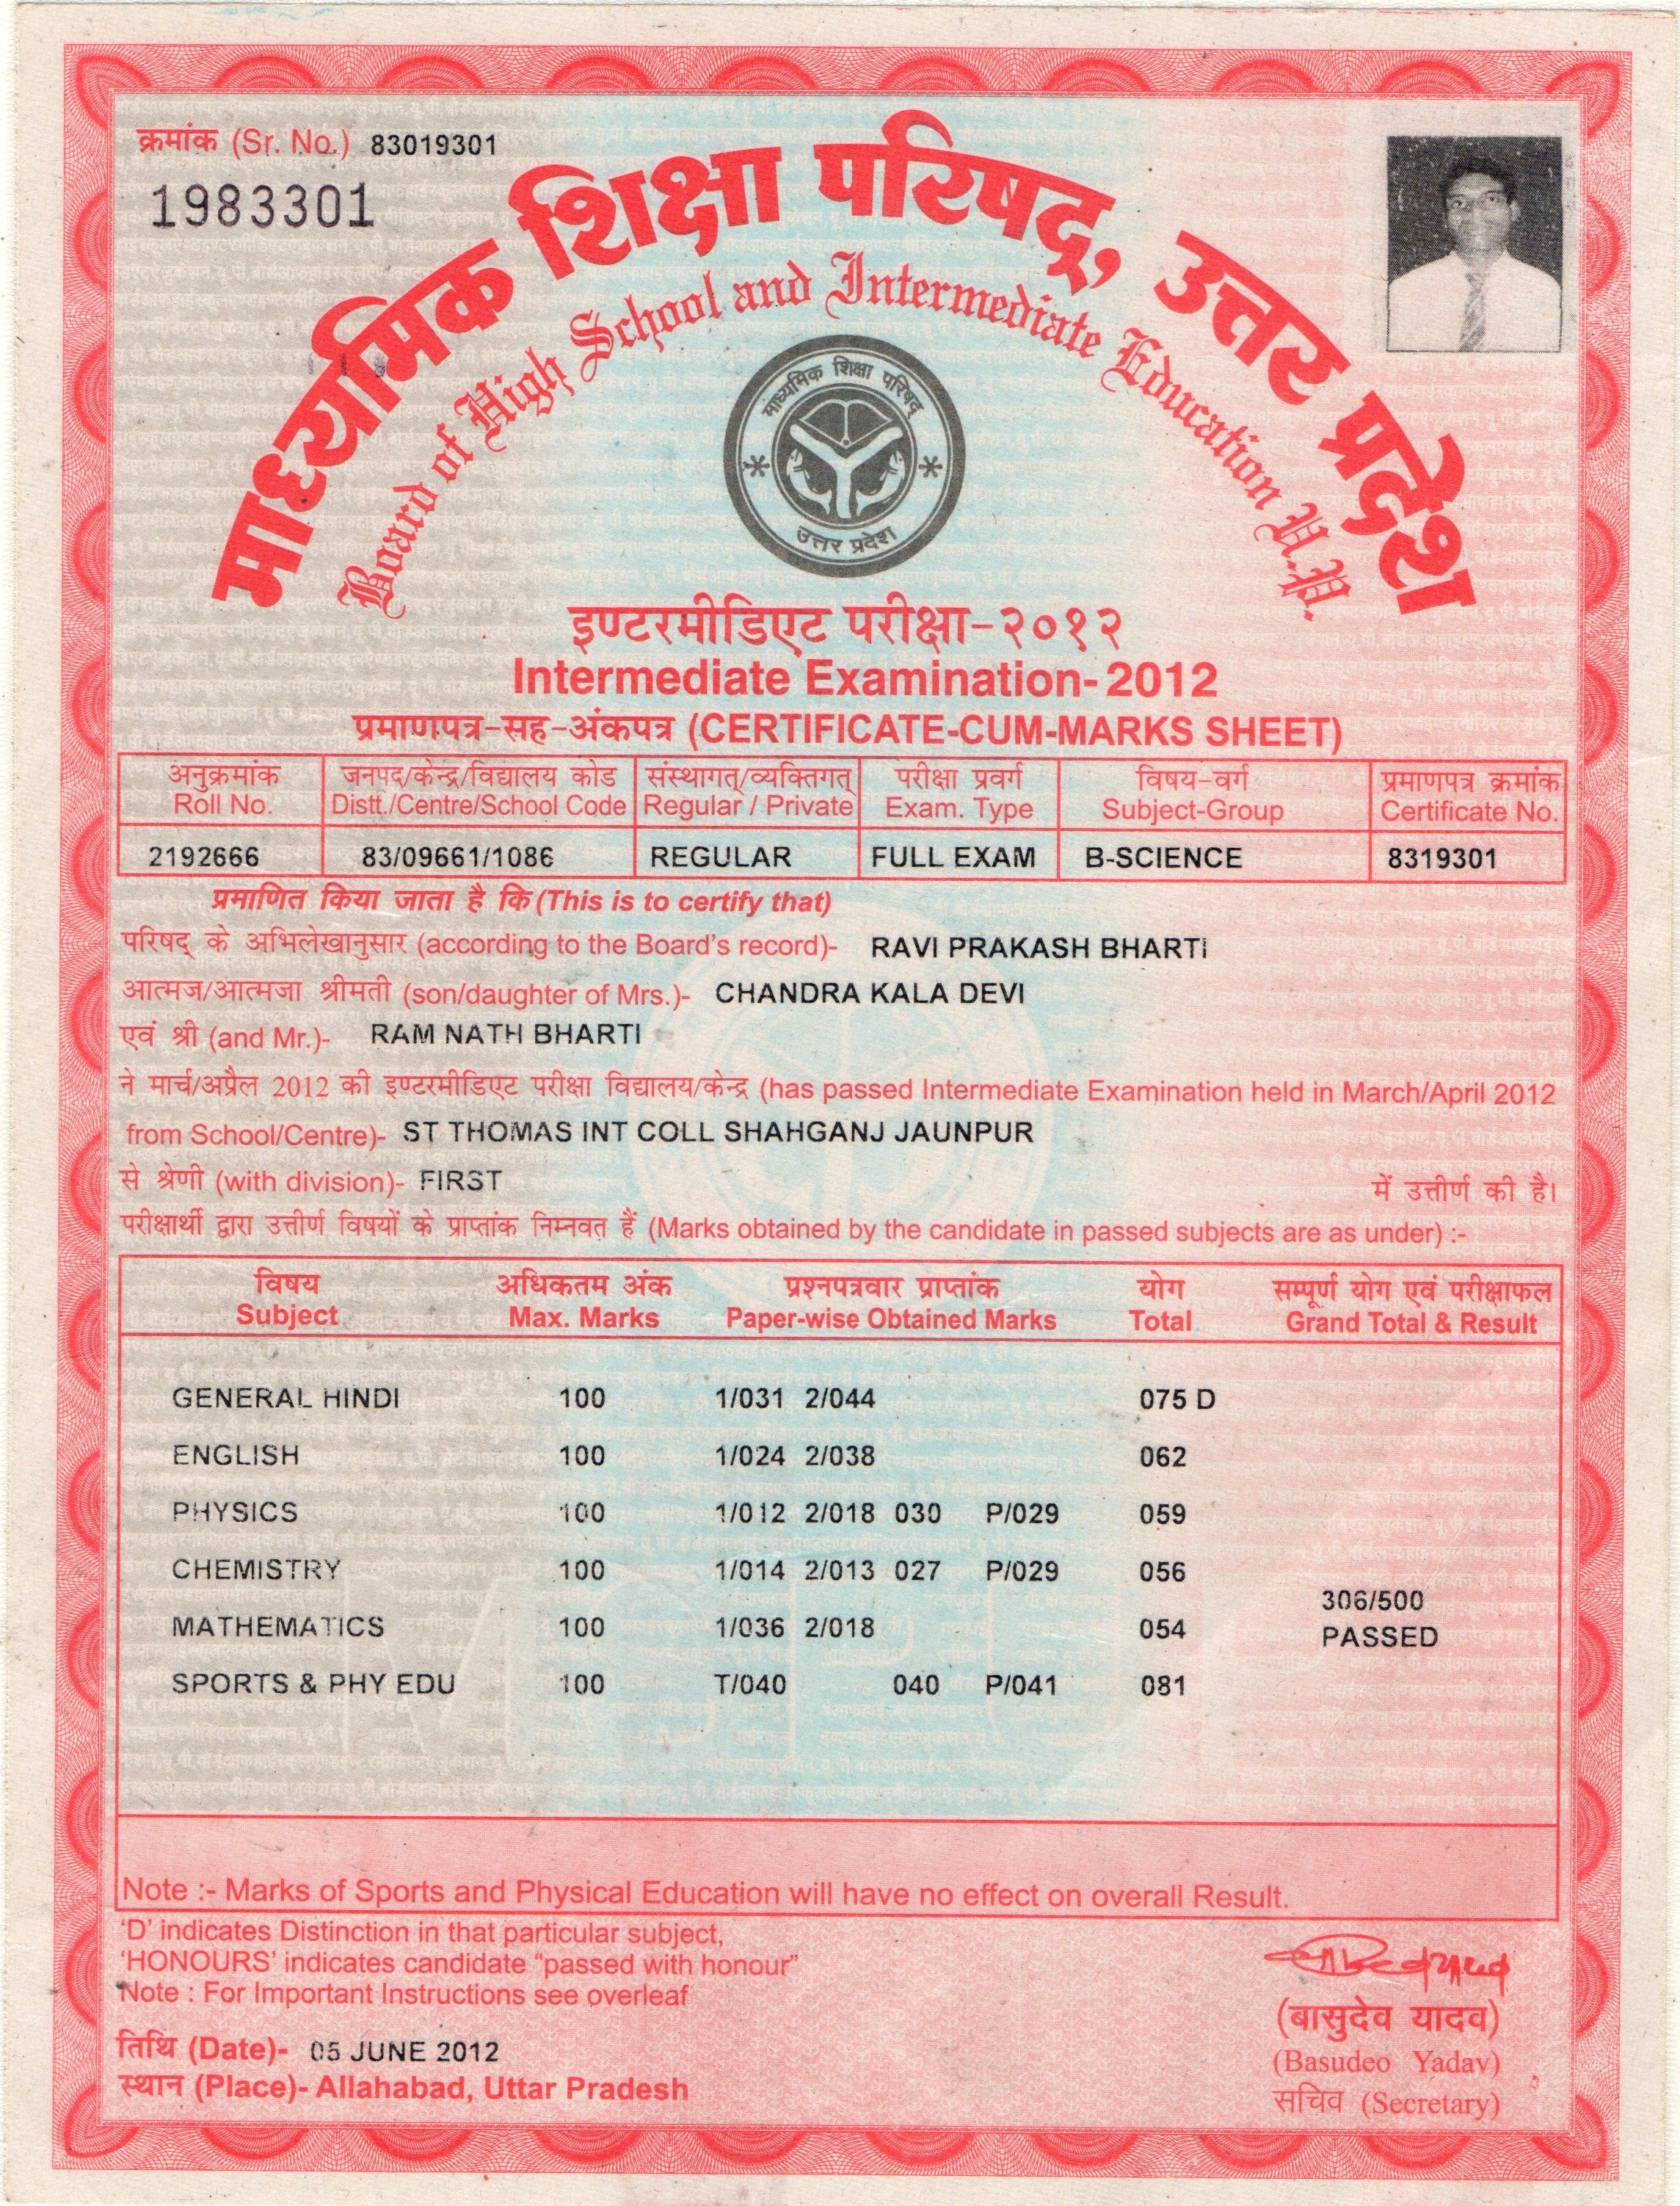 क्रमांक (Sr. No.) 83019301
1983301
माध्यमिक शिक्षा परिषद्, उत्तर प्रदेश
Board of High School and Intermediate Education U.P.
माध्यमिक शिक्षा परिषद्
उत्तर प्रदेश
इण्टरमीडिएट परीक्षा-२०१२
Intermediate Examination-2012
प्रमाणपत्र-सह-अंकपत्र (CERTIFICATE-CUM-MARKS SHEET)
अनुक्रमांक जनपद/केन्द्र/विद्यालय कोड संस्थागत/व्यक्तिगत परीक्षा प्रवर्ग विषय-वर्ग प्रमाणपत्र क्रमांक
Roll No. Distt./Centre/School Code Regular / Private Exam. Type Subject-Group Certificate No.
2192666 83/09661/1086 REGULAR FULL EXAM B-SCIENCE 8319301
प्रमाणित किया जाता है कि (This is to certify that)
परिषद् के अभिलेखानुसार (according to the Board's record)- RAVI PRAKASH BHARTI
आत्मज/आत्मजा श्रीमती (son/daughter of Mrs.)- CHANDRA KALA DEVI
एवं श्री (and Mr.)- RAM NATH BHARTI
ने मार्च/अप्रैल 2012 की इण्टरमीडिएट परीक्षा विद्यालय/केन्द्र (has passed Intermediate Examination held in March/April 2012
from School/Centre)- ST THOMAS INT COLL SHAHGANJ JAUNPUR
से श्रेणी (with division)- FIRST में उत्तीर्ण की है।
परीक्षार्थी द्वारा उत्तीर्ण विषयों के प्राप्तांक निम्नवत हैं (Marks obtained by the candidate in passed subjects are as under) :-
विषय अधिकतम अंक प्रश्नपत्रवार प्राप्तांक योग सम्पूर्ण योग एवं परीक्षाफल
Subject Max. Marks Paper-wise Obtained Marks Total Grand Total & Result
GENERAL HINDI 100 1/031 2/044 075 D
ENGLISH 100 1/024 2/038 062
PHYSICS 100 1/012 2/018 030 P/029 059
CHEMISTRY 100 1/014 2/013 027 P/029 056
306/500
MATHEMATICS 100 1/036 2/018 054
PASSED
SPORTS & PHY EDU 100 T/040 040 P/041 081
Note :- Marks of Sports and Physical Education will have no effect on overall Result.
'D' indicates Distinction in that particular subject,
'HONOURS' indicates candidate "passed with honour"
Note : For Important Instructions see overleaf
(बासुदेव यादव)
तिथि (Date)- 05 JUNE 2012
(Basudeo Yadav)
स्थान (Place)- Allahabad, Uttar Pradesh
सचिव (Secretary)